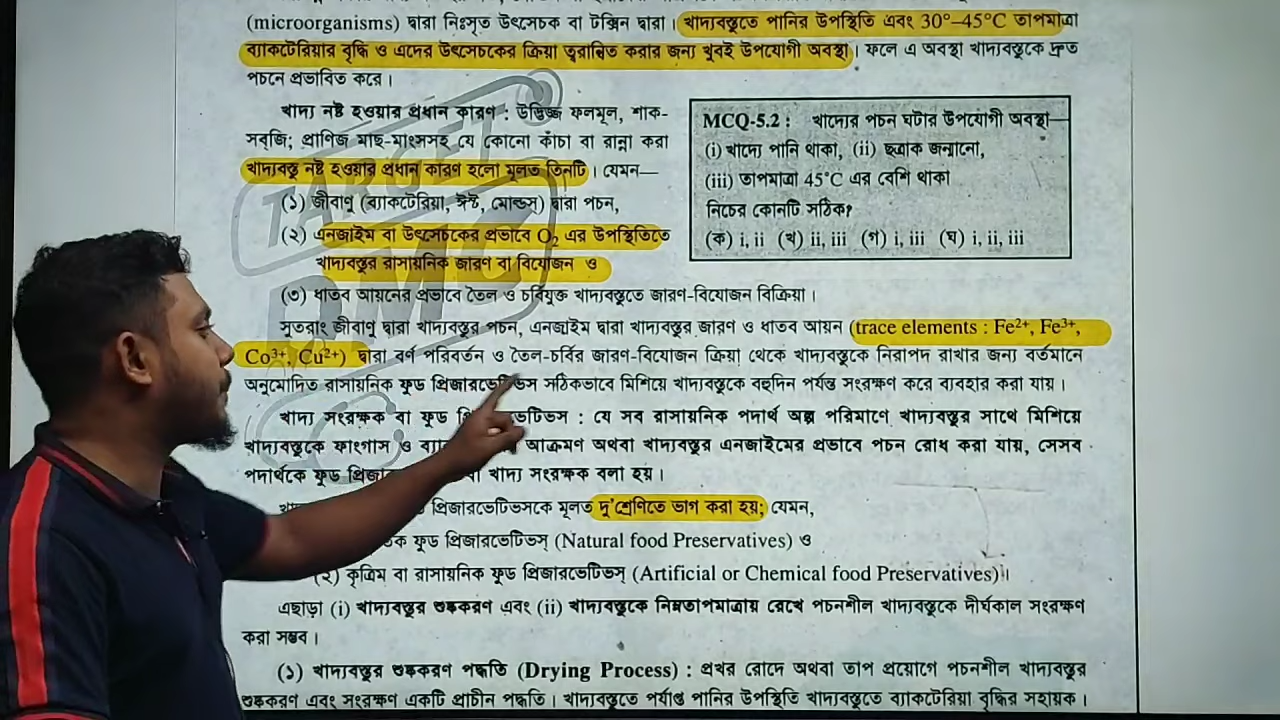 (microorganisms) দ্বারা নিঃসৃত উৎসেচক বা টক্সিন দ্বারা। খাদ্যবস্তুতে পানির উপস্থিতি এবং 30°–45°C তাপমাত্রা
ব্যাকটেরিয়ার বৃদ্ধি ও এদের উৎসেচকের ক্রিয়া ত্বরান্বিত করার জন্য খুবই উপযোগী অবস্থা। ফলে এ অবস্থা খাদ্যবস্তুকে দ্রুত
পচনে প্রভাবিত করে।
খাদ্য নষ্ট হওয়ার প্রধান কারণ : উদ্ভিজ্জ ফলমূল, শাক-
সবজি; প্রাণিজ মাছ-মাংসসহ যে কোনো কাঁচা বা রান্না করা
খাদ্যবস্তু নষ্ট হওয়ার প্রধান কারণ হলো মূলত তিনটি। যেমন—
(১) জীবাণু (ব্যাকটেরিয়া, ঈস্ট, মোল্ডস্) দ্বারা পচন,
(২) এনজাইম বা উৎসেচকের প্রভাবে O₂ এর উপস্থিতিতে
খাদ্যবস্তুর রাসায়নিক জারণ বা বিয়োজন ও
MCQ-5.2 : খাদ্যের পচন ঘটার উপযোগী অবস্থা—
(i) খাদ্যে পানি থাকা, (ii) ছত্রাক জন্মানো,
(iii) তাপমাত্রা 45°C এর বেশি থাকা
নিচের কোনটি সঠিক?
(ক) i, ii (খ) ii, iii (গ) i, iii (ঘ) i, ii, iii
(৩) ধাতব আয়নের প্রভাবে তৈল ও চর্বিযুক্ত খাদ্যবস্তুতে জারণ-বিয়োজন বিক্রিয়া।
সুতরাং জীবাণু দ্বারা খাদ্যবস্তুর পচন, এনজাইম দ্বারা খাদ্যবস্তুর জারণ ও ধাতব আয়ন (trace elements : Fe²⁺, Fe³⁺,
Co³⁺, Cu²⁺) দ্বারা বর্ণ পরিবর্তন ও তৈল-চর্বির জারণ-বিয়োজন ক্রিয়া থেকে খাদ্যবস্তুকে নিরাপদ রাখার জন্য বর্তমানে
অনুমোদিত রাসায়নিক ফুড প্রিজারভেটিভস সঠিকভাবে মিশিয়ে খাদ্যবস্তুকে বহুদিন পর্যন্ত সংরক্ষণ করে ব্যবহার করা যায়।
খাদ্য সংরক্ষক বা ফুড ভেটিভস : যে সব রাসায়নিক পদার্থ অল্প পরিমাণে খাদ্যবস্তুর সাথে মিশিয়ে
খাদ্যবস্তুকে ফাংগাস ও আক্রমণ অথবা খাদ্যবস্তুর এনজাইমের প্রভাবে পচন রোধ করা যায়, সেসব
পদার্থকে ফুড বা খাদ্য সংরক্ষক বলা হয়।
প্রিজারভেটিভসকে মূলত দু'শ্রেণিতে ভাগ করা হয়; যেমন,
ফুড প্রিজারভেটিভস্ (Natural food Preservatives) ও
(২) কৃত্রিম বা রাসায়নিক ফুড প্রিজারভেটিভস্ (Artificial or Chemical food Preservatives)।
এছাড়া (i) খাদ্যবস্তুর শুষ্ককরণ এবং (ii) খাদ্যবস্তুকে নিম্নতাপমাত্রায় রেখে পচনশীল খাদ্যবস্তুকে দীর্ঘকাল সংরক্ষণ
করা সম্ভব।
(১) খাদ্যবস্তুর শুষ্ককরণ পদ্ধতি (Drying Process) : প্রখর রোদে অথবা তাপ প্রয়োগে পচনশীল খাদ্যবস্তুর
শুষ্ককরণ এবং সংরক্ষণ একটি প্রাচীন পদ্ধতি। খাদ্যবস্তুতে পর্যাপ্ত পানির উপস্থিতি খাদ্যবস্তুতে ব্যাকটেরিয়া বৃদ্ধির সহায়ক।